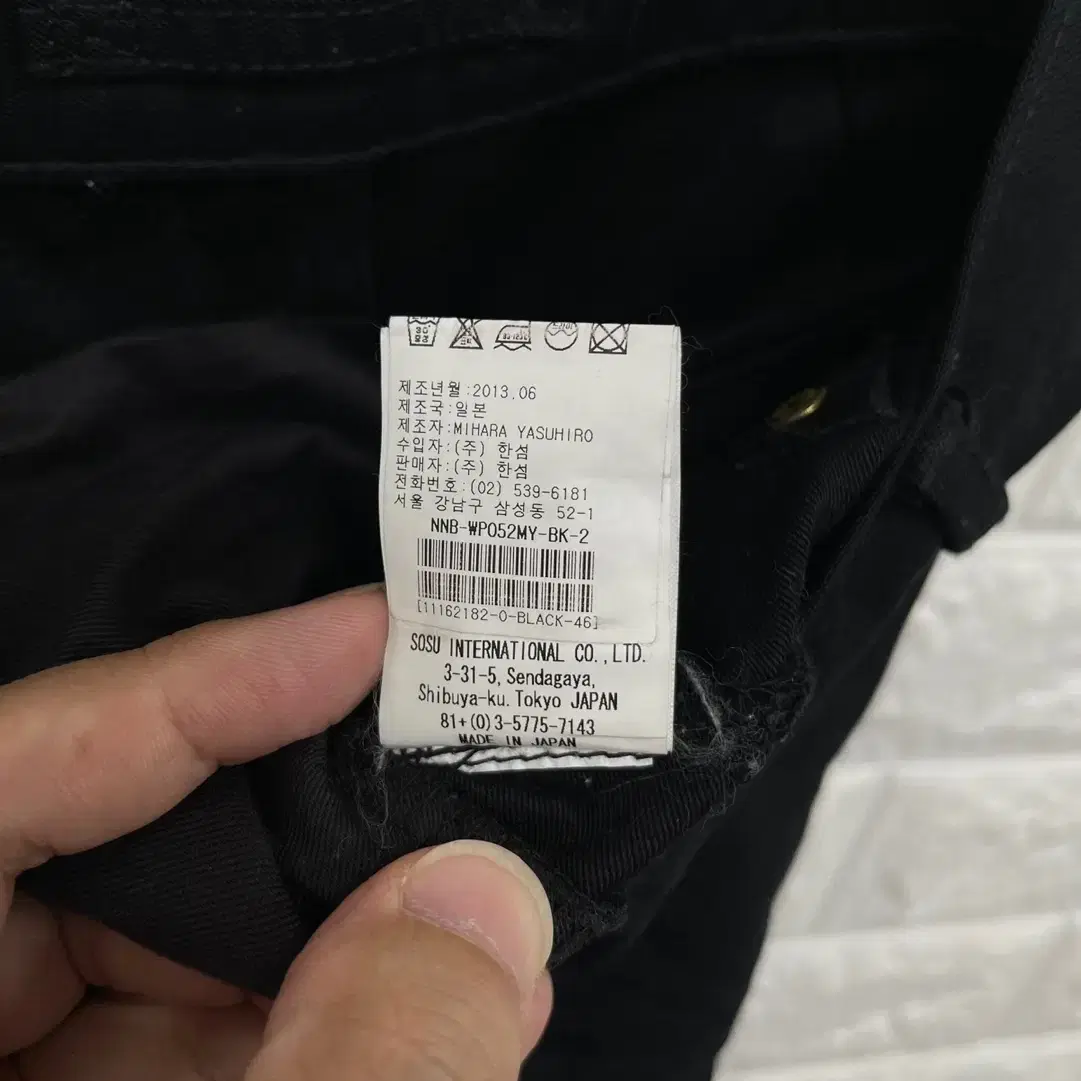 제조년월:2013.06
제조국:일본
제조자:MIHARA YASUHIRO
수입자:(주) 한섬
판매자:(주) 한섬
전화번호:(02) 539-6181
서울 강남구 삼성동 52-1
NNB-WP052MY-BK-2
[11162182-0-BLACK-46]
SOSU INTERNATIONAL CO.,LTD.
3-31-5, Sendagaya,
Shibuya-ku. Tokyo JAPAN
81+(0)3-5775-7143
MADE IN JAPAN